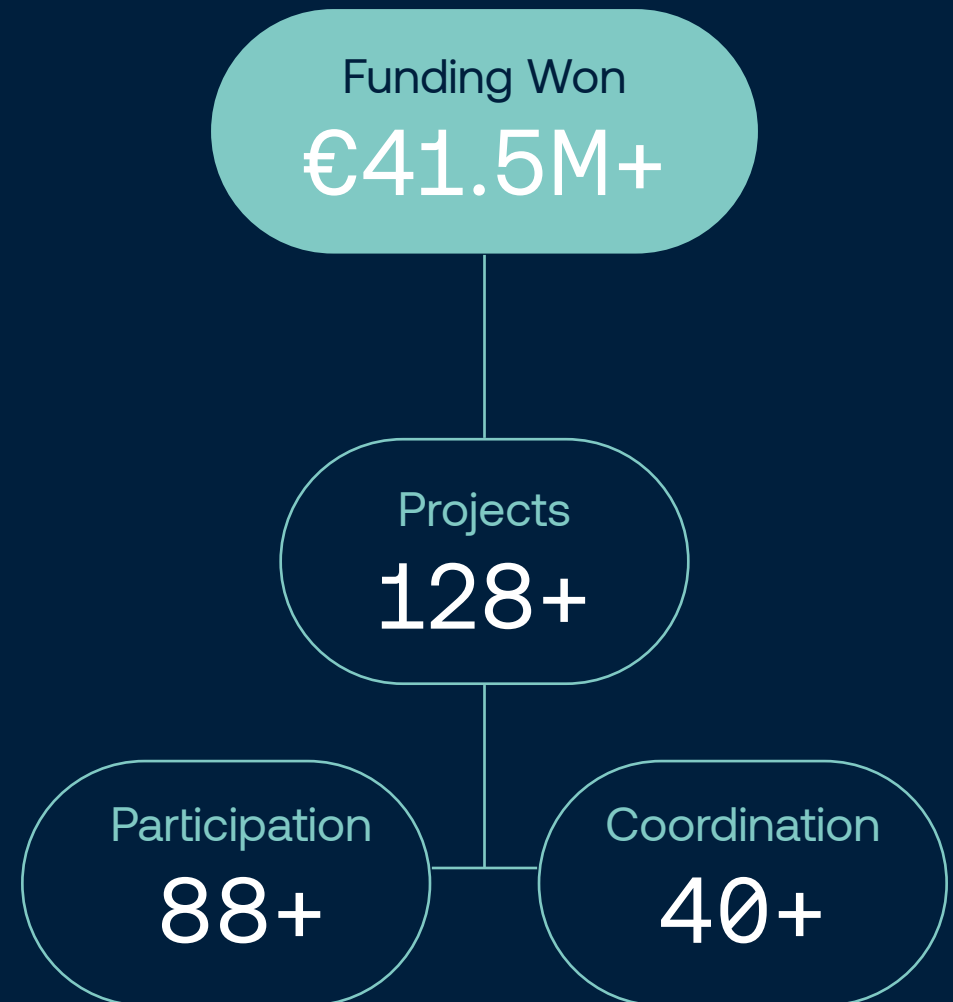 Funding Won
€41.5M+
Projects
128+
Participation
88+
Coordination
40+